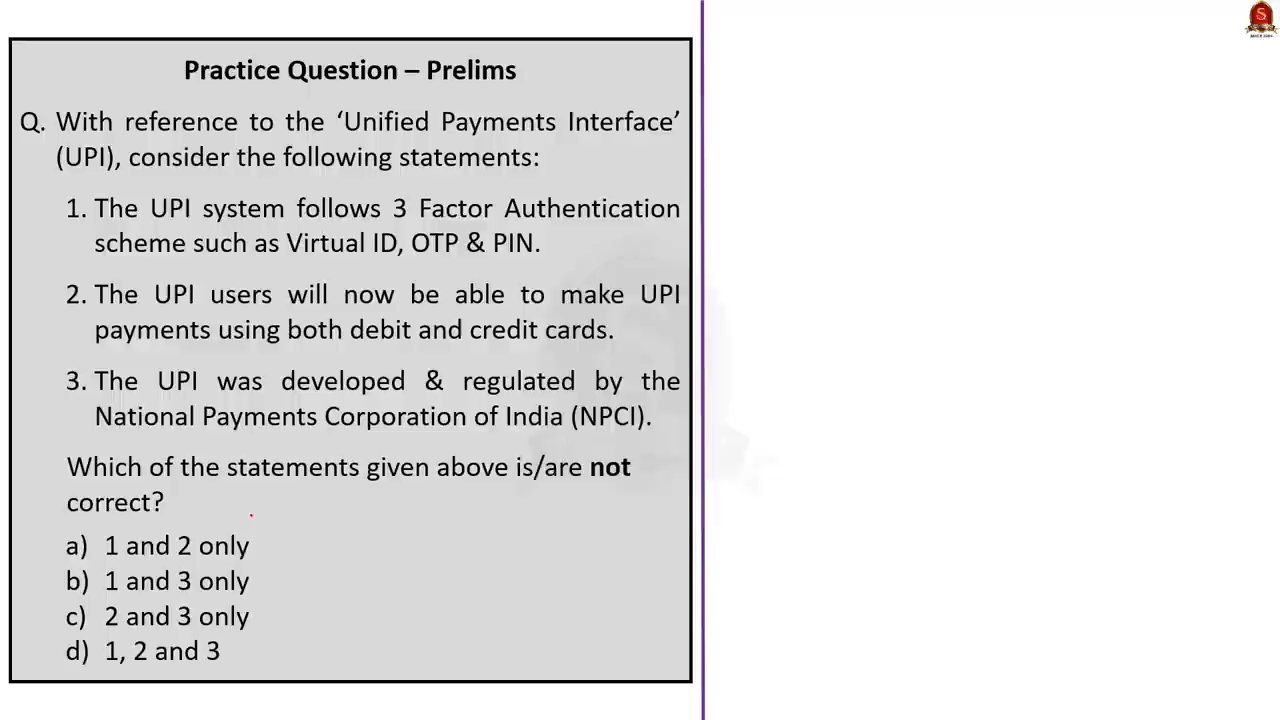 Practice Question – Prelims
Q. With reference to the ‘Unified Payments Interface’
(UPI), consider the following statements:
1. The UPI system follows 3 Factor Authentication
scheme such as Virtual ID, OTP & PIN.
2. The UPI users will now be able to make UPI
payments using both debit and credit cards.
3. The UPI was developed & regulated by the
National Payments Corporation of India (NPCI).
Which of the statements given above is/are not
correct?
a) 1 and 2 only
b) 1 and 3 only
c) 2 and 3 only
d) 1, 2 and 3
S